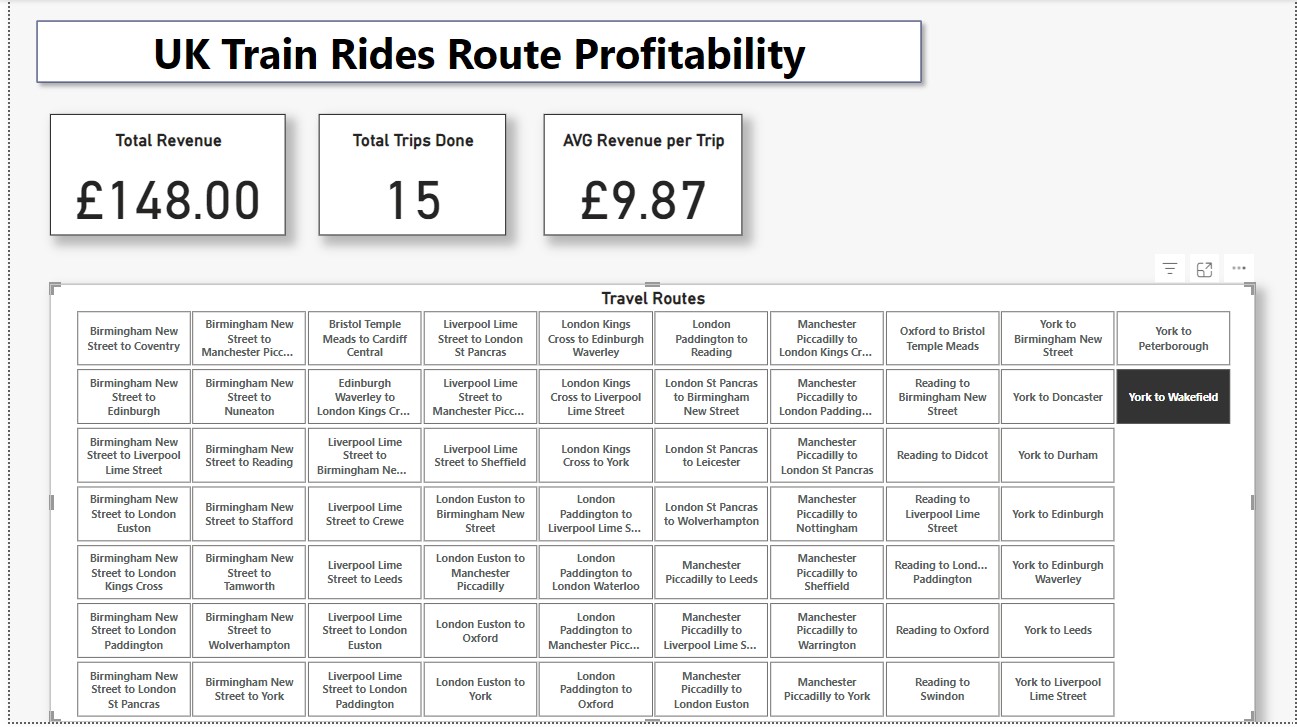 UK Train Rides Route Profitability
Total Revenue
£148.00
Total Trips Done
15
AVG Revenue per Trip
£9.87
Travel Routes
Birmingham New
Street to Coventry
Birmingham New
Street to
Manchester Picc...
Bristol Temple
Meads to Cardiff
Central
Liverpool Lime
Street to London
St Pancras
London Kings
Cross to Edinburgh
Waverley
London
Paddington to
Reading
Manchester
Piccadilly to
London Kings Cr...
Oxford to Bristol
Temple Meads
York to
Birmingham New
Street
York to
Peterborough
Birmingham New
Street to
Edinburgh
Birmingham New
Street to
Nuneaton
Edinburgh
Waverley to
London Kings Cr...
Liverpool Lime
Street to
Manchester Picc...
London Kings
Cross to Liverpool
Lime Street
London St Pancras
to Birmingham
New Street
Manchester
Piccadilly to
London Padding...
Reading to
Birmingham New
Street
York to Doncaster
York to Wakefield
Birmingham New
Street to Liverpool
Lime Street
Birmingham New
Street to Reading
Liverpool Lime
Street to
Birmingham Ne...
Liverpool Lime
Street to Sheffield
London Kings
Cross to York
London St Pancras
to Leicester
Manchester
Piccadilly to
London St Pancras
Reading to Didcot
York to Durham
Birmingham New
Street to London
Euston
Birmingham New
Street to Stafford
Liverpool Lime
Street to Crewe
London Euston to
Birmingham New
Street
London
Paddington to
Liverpool Lime S...
London St Pancras
to Wolverhampton
Manchester
Piccadilly to
Nottingham
Reading to
Liverpool Lime
Street
York to Edinburgh
Birmingham New
Street to London
Kings Cross
Birmingham New
Street to
Tamworth
Liverpool Lime
Street to Leeds
London Euston to
Manchester
Piccadilly
London
Paddington to
London Waterloo
Manchester
Piccadilly to Leeds
Manchester
Piccadilly to
Sheffield
Reading to Lond...
Paddington
York to Edinburgh
Waverley
Birmingham New
Street to London
Paddington
Birmingham New
Street to
Wolverhampton
Liverpool Lime
Street to London
Euston
London Euston to
Oxford
London
Paddington to
Manchester Picc...
Manchester
Piccadilly to
Liverpool Lime S...
Manchester
Piccadilly to
Warrington
Reading to Oxford
York to Leeds
Birmingham New
Street to London
St Pancras
Birmingham New
Street to York
Liverpool Lime
Street to London
Paddington
London Euston to
York
London
Paddington to
Oxford
Manchester
Piccadilly to
London Euston
Manchester
Piccadilly to York
Reading to
Swindon
York to Liverpool
Lime Street